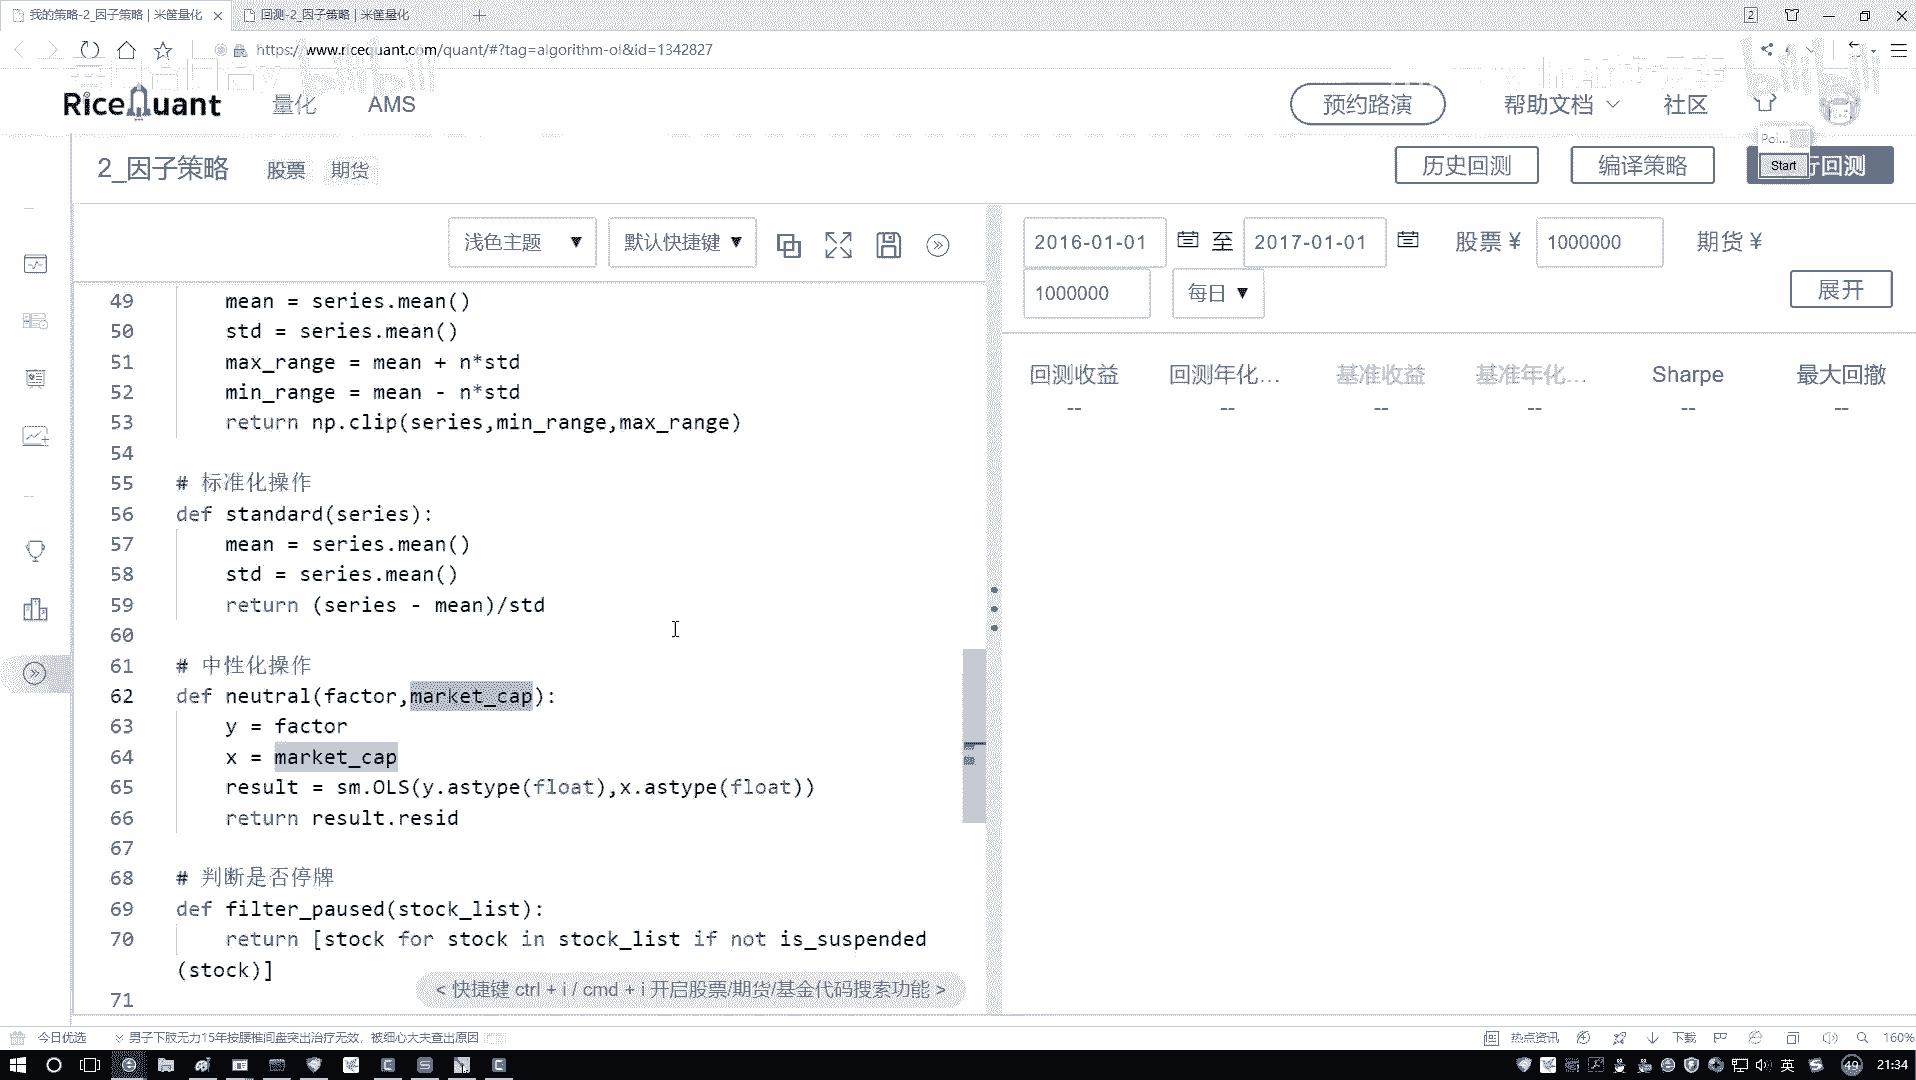 我的策略-2_因子策略 | 米筐量化
回测-2_因子策略 | 米筐量化
2
https://www.ricequant.com/quant/#?tag=algorithm-ol&id=1342827
bilibili
bilibili
RiceQuant
量化
AMS
预约路演
帮助文档
社区
Poi...
2_因子策略
股票
期货
历史回测
编译策略
Start
行回测
浅色主题 ▼
默认快捷键 ▼
2016-01-01 至 2017-01-01 股票 ¥ 1000000 期货 ¥
1000000 每日 ▼ 展开
回测收益 回测年化... 基准收益 基准年化... Sharpe 最大回撤
-- -- -- -- -- --
49 mean = series.mean()
50 std = series.mean()
51 max_range = mean + n*std
52 min_range = mean - n*std
53 return np.clip(series,min_range,max_range)
54
55 # 标准化操作
56 def standard(series):
57 mean = series.mean()
58 std = series.mean()
59 return (series - mean)/std
60
61 # 中性化操作
62 def neutral(factor,market_cap):
63 y = factor
64 x = market_cap
65 result = sm.OLS(y.astype(float),x.astype(float))
66 return result.resid
67
68 # 判断是否停牌
69 def filter_paused(stock_list):
70 return [stock for stock in stock_list if not is_suspended
(stock)]
71
< 快捷键 ctrl + i / cmd + i 开启股票/期货/基金代码搜索功能 >
今日优选
男子下肢无力15年按腰椎间盘突出治疗无效，被细心大夫查出原因
热点资讯
下载
160%
英
49
21:34